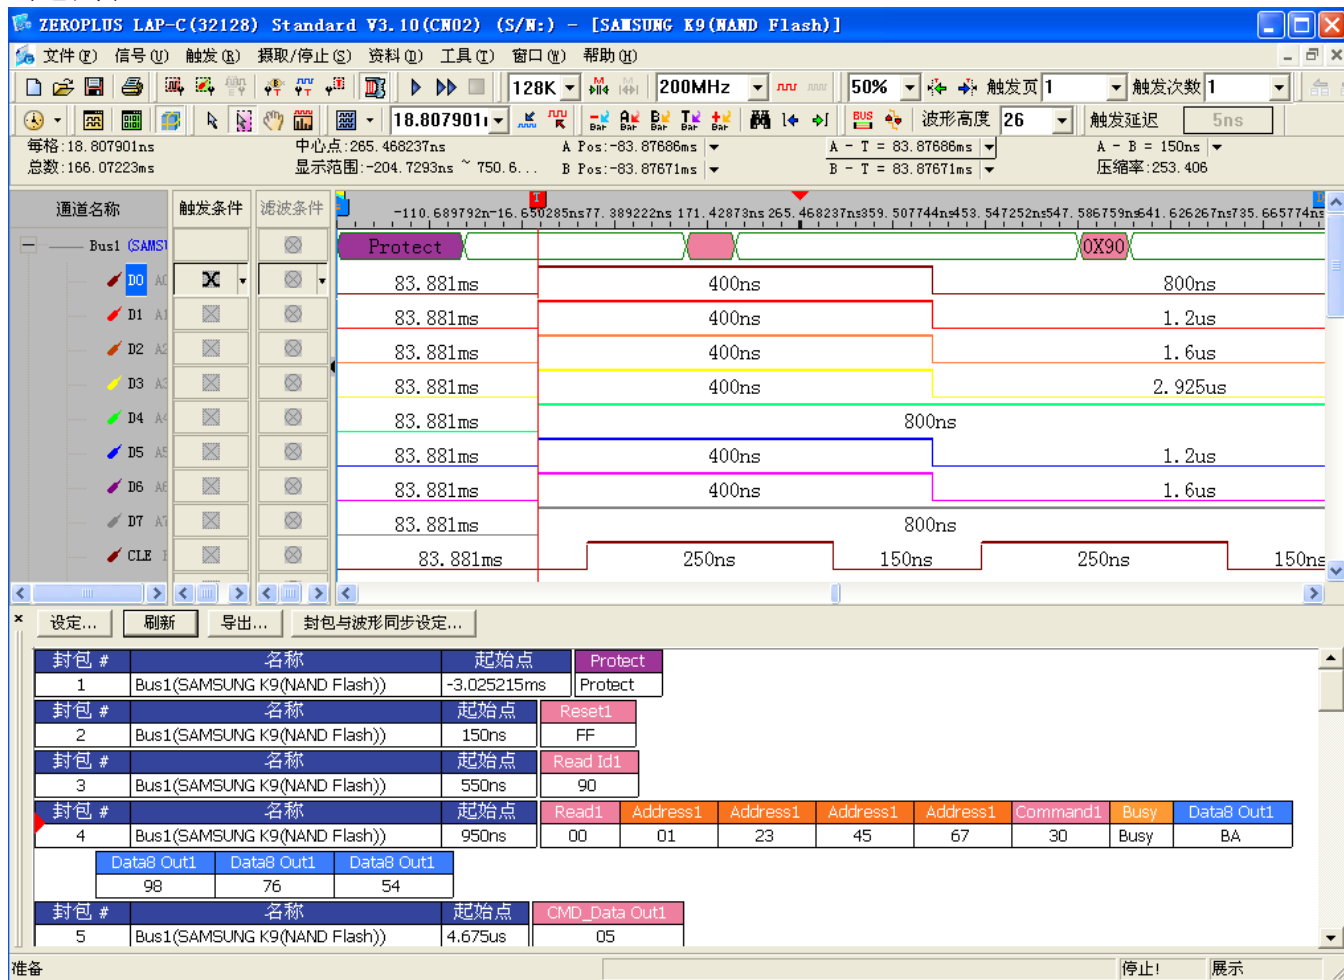 ZEROPLUS LAP-C(32128) Standard V3.10(CN02) (S/N:) - [SAMSUNG K9(NAND Flash)]
文件(F) 信号(U) 触发(R) 摄取/停止(S) 资料(D) 工具(T) 窗口(W) 帮助(H)
128K 200MHz 50% 触发页 1 触发次数 1
18.807901 Bar Bar Bar Bar Bar BUS 波形高度 26 触发延迟 5ns
每格:18.807901ns 中心点:265.468237ns A Pos:-83.87686ms A - T = 83.87686ms A - B = 150ns
总数:166.07223ms 显示范围:-204.7293ns ~ 750.6... B Pos:-83.87671ms B - T = 83.87671ms 压缩率:253.406
通道名称 触发条件 滤波条件 T -110.689792n -16.650285ns 77.389222ns 171.42873ns 265.468237ns 359.507744ns 453.547252ns 547.586759ns 641.626267ns 735.665774ns
Bus1 (SAMS Protect 0X90
D0 A0 83.881ms 400ns 800ns
D1 A1 83.881ms 400ns 1.2us
D2 A2 83.881ms 400ns 1.6us
D3 A3 83.881ms 400ns 2.925us
D4 A4 83.881ms 800ns
D5 A5 83.881ms 400ns 1.2us
D6 A6 83.881ms 400ns 1.6us
D7 A7 83.881ms 800ns
CLE 83.881ms 250ns 150ns 250ns 150ns
设定... 刷新 导出... 封包与波形同步设定...
封包 # 名称 起始点 Protect
1 Bus1(SAMSUNG K9(NAND Flash)) -3.025215ms Protect
封包 # 名称 起始点 Reset1
2 Bus1(SAMSUNG K9(NAND Flash)) 150ns FF
封包 # 名称 起始点 Read Id1
3 Bus1(SAMSUNG K9(NAND Flash)) 550ns 90
封包 # 名称 起始点 Read1 Address1 Address1 Address1 Address1 Command1 Busy Data8 Out1
4 Bus1(SAMSUNG K9(NAND Flash)) 950ns 00 01 23 45 67 30 Busy BA
Data8 Out1 Data8 Out1 Data8 Out1
98 76 54
封包 # 名称 起始点 CMD_Data Out1
5 Bus1(SAMSUNG K9(NAND Flash)) 4.675us 05
准备 停止! 展示